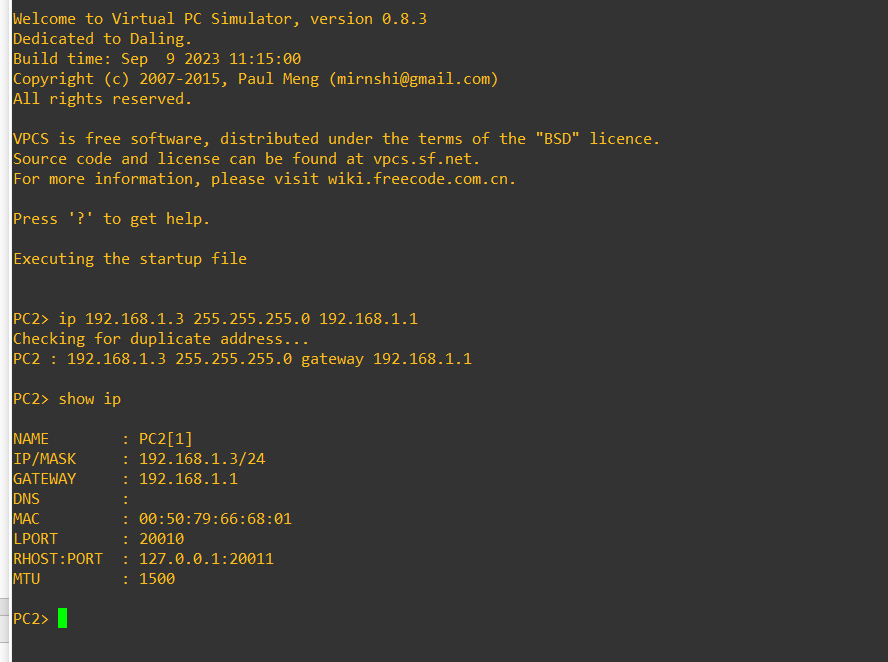 Welcome to Virtual PC Simulator, version 0.8.3
Dedicated to Daling.
Build time: Sep  9 2023 11:15:00
Copyright (c) 2007-2015, Paul Meng (mirnshi@gmail.com)
All rights reserved.

VPCS is free software, distributed under the terms of the "BSD" licence.
Source code and license can be found at vpcs.sf.net.
For more information, please visit wiki.freecode.com.cn.

Press '?' to get help.

Executing the startup file


PC2> ip 192.168.1.3 255.255.255.0 192.168.1.1
Checking for duplicate address...
PC2 : 192.168.1.3 255.255.255.0 gateway 192.168.1.1

PC2> show ip

NAME        : PC2[1]
IP/MASK     : 192.168.1.3/24
GATEWAY     : 192.168.1.1
DNS         :
MAC         : 00:50:79:66:68:01
LPORT       : 20010
RHOST:PORT  : 127.0.0.1:20011
MTU         : 1500

PC2>